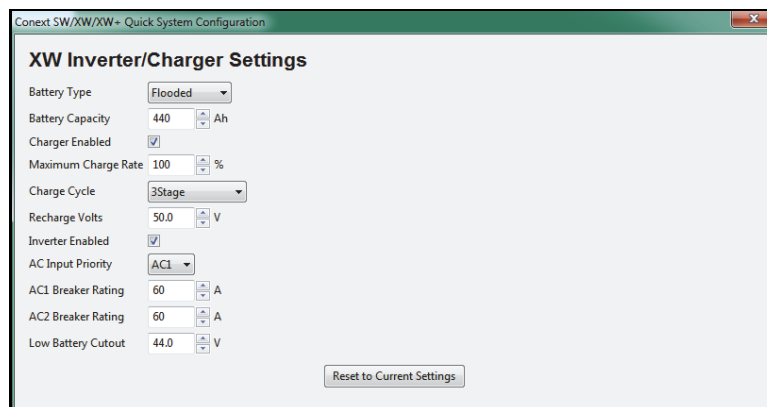 Conext SW/XW/XW+ Quick System Configuration
XW Inverter/Charger Settings
Battery Type Flooded
Battery Capacity 440 Ah
Charger Enabled
Maximum Charge Rate 100 %
Charge Cycle 3Stage
Recharge Volts 50.0 V
Inverter Enabled
AC Input Priority AC1
AC1 Breaker Rating 60 A
AC2 Breaker Rating 60 A
Low Battery Cutout 44.0 V
Reset to Current Settings